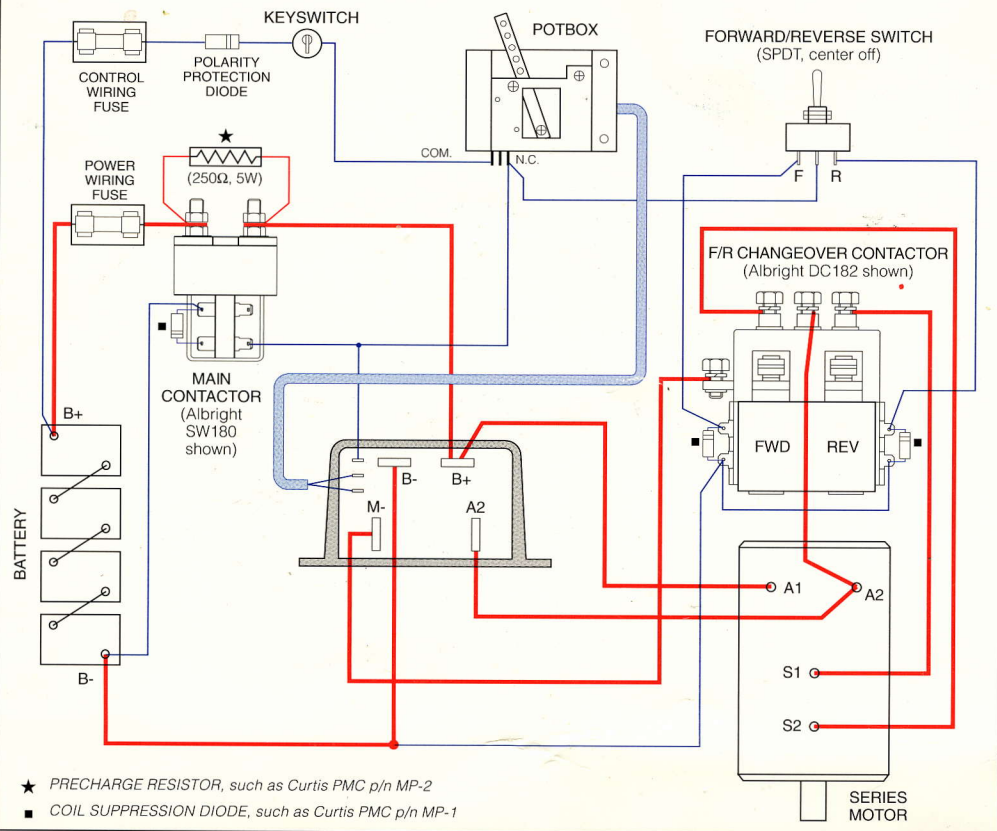 KEYSWITCH
POTBOX
FORWARD/REVERSE SWITCH
(SPDT, center off)
CONTROL
WIRING
FUSE
POLARITY
PROTECTION
DIODE
★
(250Ω, 5W)
COM.
N.C.
F
R
POWER
WIRING
FUSE
F/R CHANGEOVER CONTACTOR
(Albright DC182 shown)
MAIN
CONTACTOR
(Albright
SW180
shown)
■
FWD
REV
■
■
B+
BATTERY
B-
B-
B+
M-
A2
A1
A2
S1
S2
SERIES
MOTOR
★ PRECHARGE RESISTOR, such as Curtis PMC p/n MP-2
■ COIL SUPPRESSION DIODE, such as Curtis PMC p/n MP-1